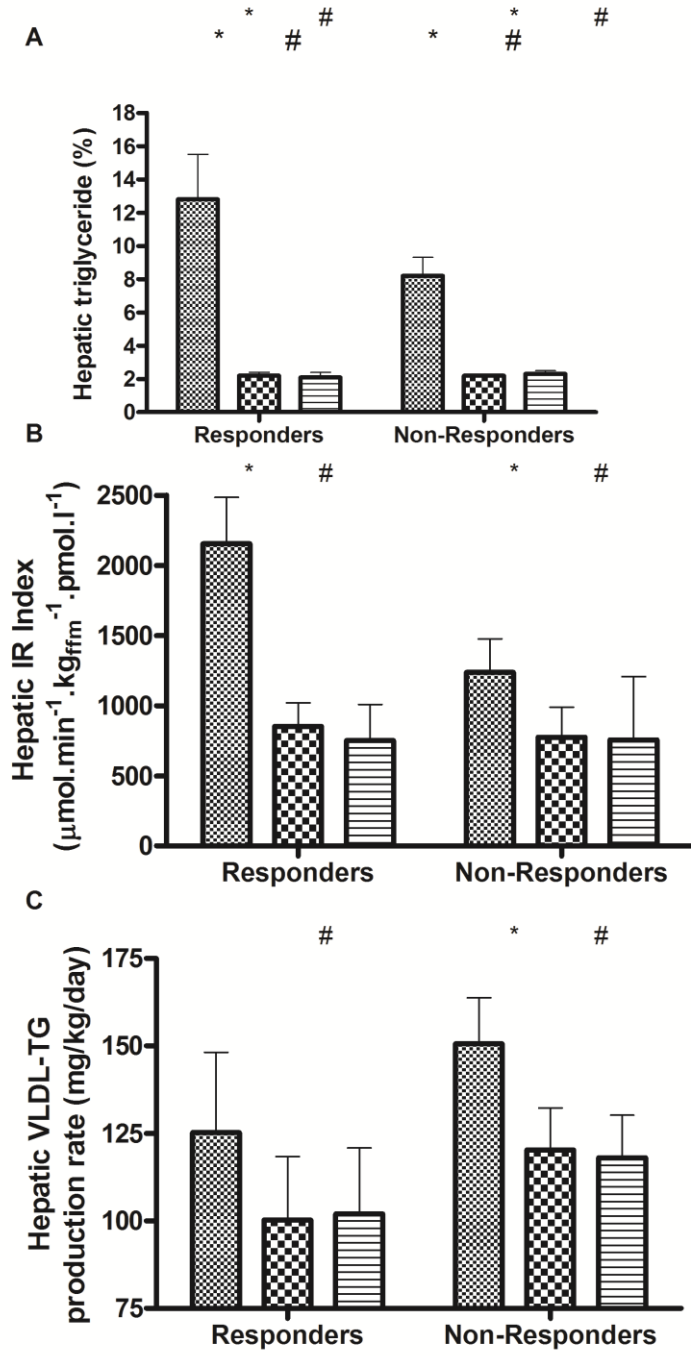 * # * #
A * # * #
Hepatic triglyceride (%)
18
16
14
12
10
8
6
4
2
0
Responders Non-Responders
B * # * #
Hepatic IR Index
(μmol.min⁻¹.kg_ffm⁻¹.pmol.l⁻¹)
2500
2000
1500
1000
500
0
Responders Non-Responders
C
# * #
Hepatic VLDL-TG
production rate (mg/kg/day)
175
150
125
100
75
Responders Non-Responders